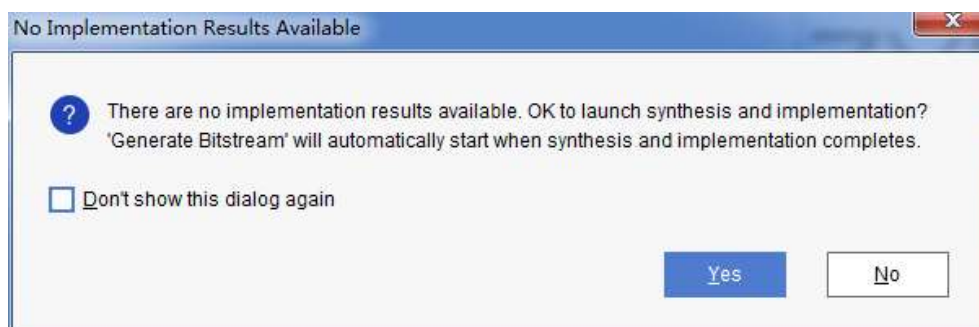 No Implementation Results Available
There are no implementation results available. OK to launch synthesis and implementation?
'Generate Bitstream' will automatically start when synthesis and implementation completes.
Don't show this dialog again
Yes
No